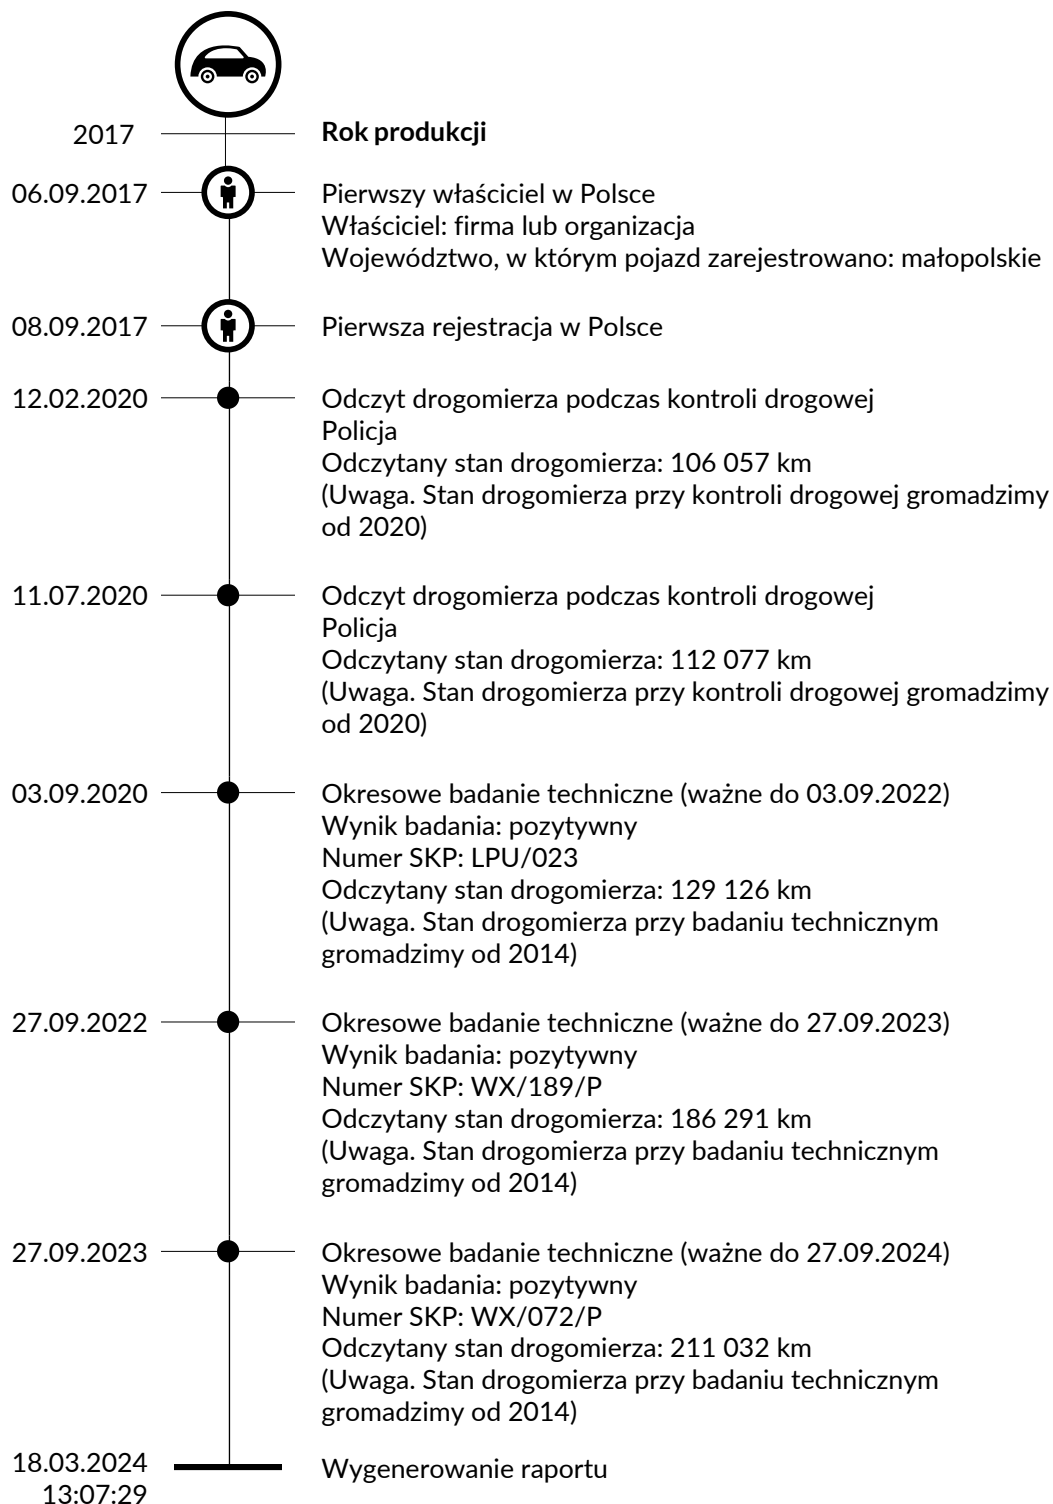 2017
Rok produkcji
06.09.2017
Pierwszy właściciel w Polsce
Właściciel: firma lub organizacja
Województwo, w którym pojazd zarejestrowano: małopolskie
08.09.2017
Pierwsza rejestracja w Polsce
12.02.2020
Odczyt drogomierza podczas kontroli drogowej
Policja
Odczytany stan drogomierza: 106 057 km
(Uwaga. Stan drogomierza przy kontroli drogowej gromadzimy
od 2020)
11.07.2020
Odczyt drogomierza podczas kontroli drogowej
Policja
Odczytany stan drogomierza: 112 077 km
(Uwaga. Stan drogomierza przy kontroli drogowej gromadzimy
od 2020)
03.09.2020
Okresowe badanie techniczne (ważne do 03.09.2022)
Wynik badania: pozytywny
Numer SKP: LPU/023
Odczytany stan drogomierza: 129 126 km
(Uwaga. Stan drogomierza przy badaniu technicznym
gromadzimy od 2014)
27.09.2022
Okresowe badanie techniczne (ważne do 27.09.2023)
Wynik badania: pozytywny
Numer SKP: WX/189/P
Odczytany stan drogomierza: 186 291 km
(Uwaga. Stan drogomierza przy badaniu technicznym
gromadzimy od 2014)
27.09.2023
Okresowe badanie techniczne (ważne do 27.09.2024)
Wynik badania: pozytywny
Numer SKP: WX/072/P
Odczytany stan drogomierza: 211 032 km
(Uwaga. Stan drogomierza przy badaniu technicznym
gromadzimy od 2014)
18.03.2024
13:07:29
Wygenerowanie raportu